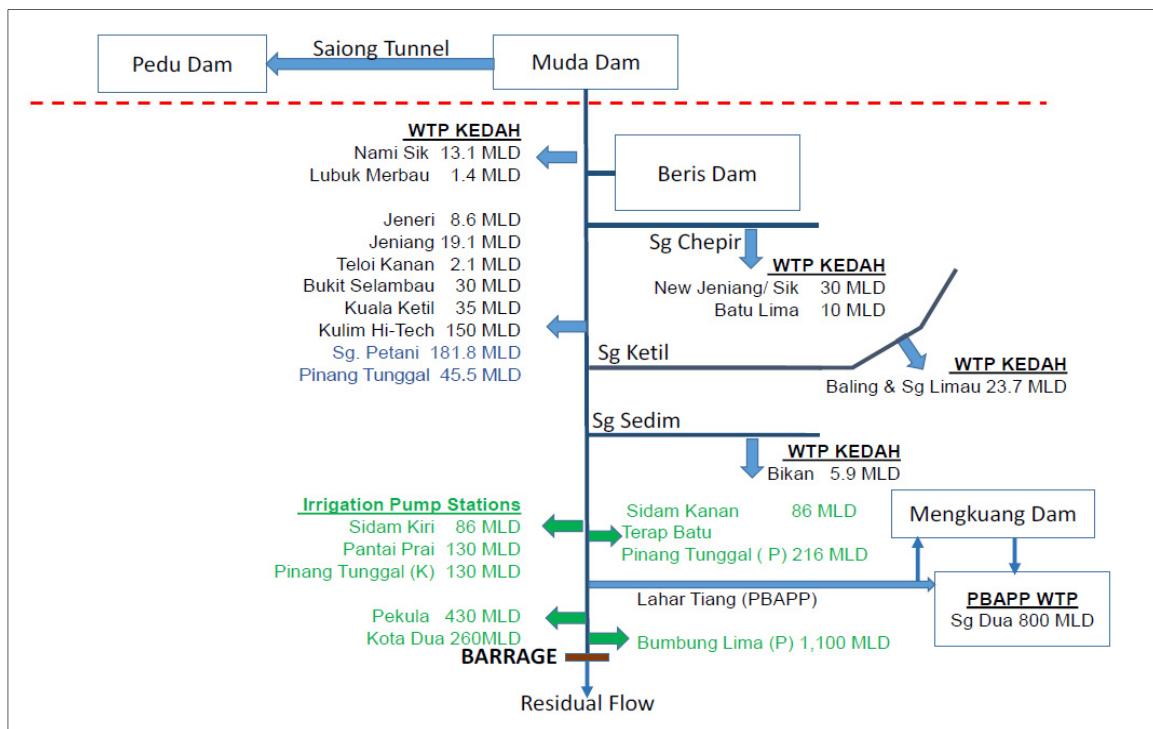 Saiong Tunnel
Pedu Dam
Muda Dam
WTP KEDAH
Nami Sik 13.1 MLD
Lubuk Merbau 1.4 MLD
Beris Dam
Jeneri 8.6 MLD
Jeniang 19.1 MLD
Teloi Kanan 2.1 MLD
Bukit Selambau 30 MLD
Kuala Ketil 35 MLD
Kulim Hi-Tech 150 MLD
Sg. Petani 181.8 MLD
Pinang Tunggal 45.5 MLD
Sg Chepir
WTP KEDAH
New Jeniang/ Sik 30 MLD
Batu Lima 10 MLD
Sg Ketil
WTP KEDAH
Baling & Sg Limau 23.7 MLD
Sg Sedim
WTP KEDAH
Bikan 5.9 MLD
Irrigation Pump Stations
Sidam Kiri 86 MLD
Pantai Prai 130 MLD
Pinang Tunggal (K) 130 MLD
Sidam Kanan 86 MLD
Terap Batu
Pinang Tunggal ( P) 216 MLD
Mengkuang Dam
Lahar Tiang (PBAPP)
PBAPP WTP
Sg Dua 800 MLD
Pekula 430 MLD
Kota Dua 260MLD
Bumbung Lima (P) 1,100 MLD
BARRAGE
Residual Flow